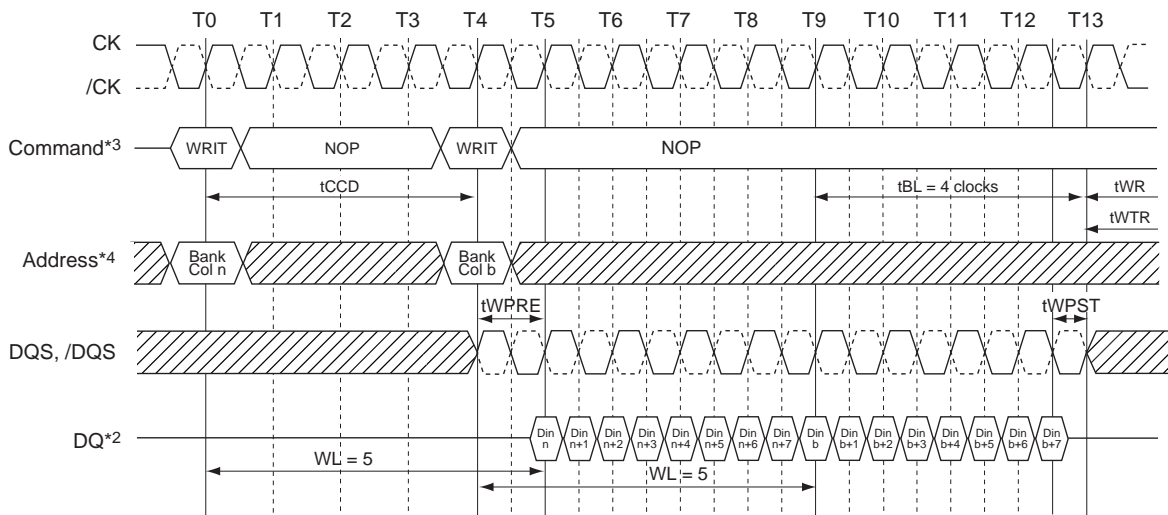 T0 T1 T2 T3 T4 T5 T6 T7 T8 T9 T10 T11 T12 T13
CK
/CK
Command*3 WRIT NOP WRIT NOP
tCCD tBL = 4 clocks tWR
tWTR
Address*4 Bank Col n Bank Col b
tWPRE tWPST
DQS, /DQS
DQ*2 Din n Din n+1 Din n+2 Din n+3 Din n+4 Din n+5 Din n+6 Din n+7 Din b Din b+1 Din b+2 Din b+3 Din b+4 Din b+5 Din b+6 Din b+7
WL = 5
WL = 5